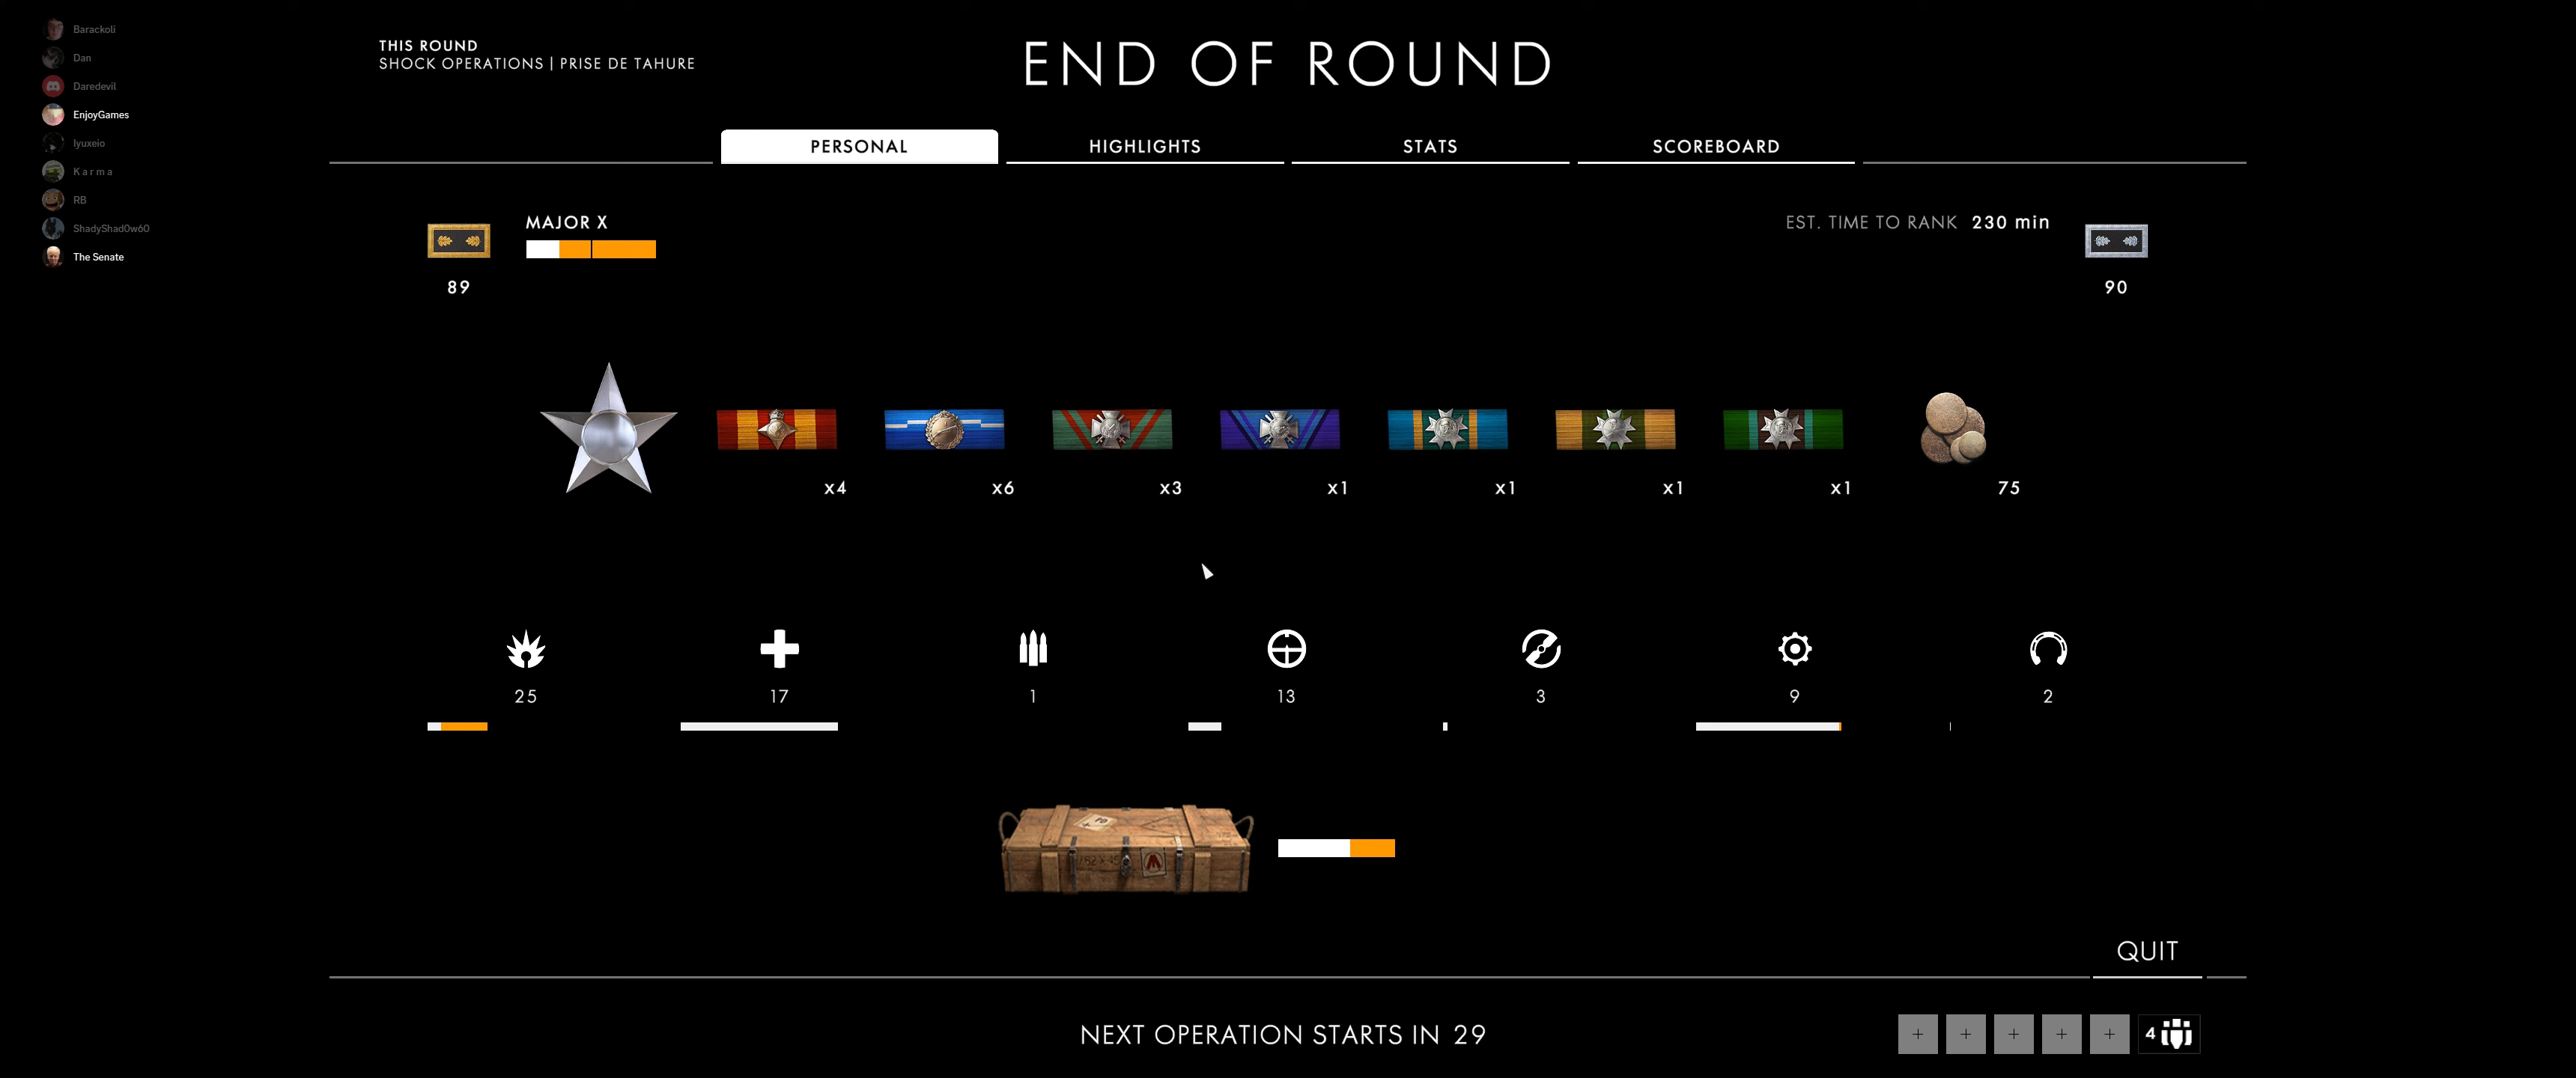 Barackoli
Dan
Daredevil
EnjoyGames
lyuxeio
K a r m a
RB
ShadyShad0w60
The Senate
THIS ROUND
SHOCK OPERATIONS | PRISE DE TAHURE
END OF ROUND
PERSONAL HIGHLIGHTS STATS SCOREBOARD
MAJOR X
89
EST. TIME TO RANK 230 min
90
x4 x6 x3 x1 x1 x1 x1 75
25 17 1 13 3 9 2
QUIT
NEXT OPERATION STARTS IN 29
4